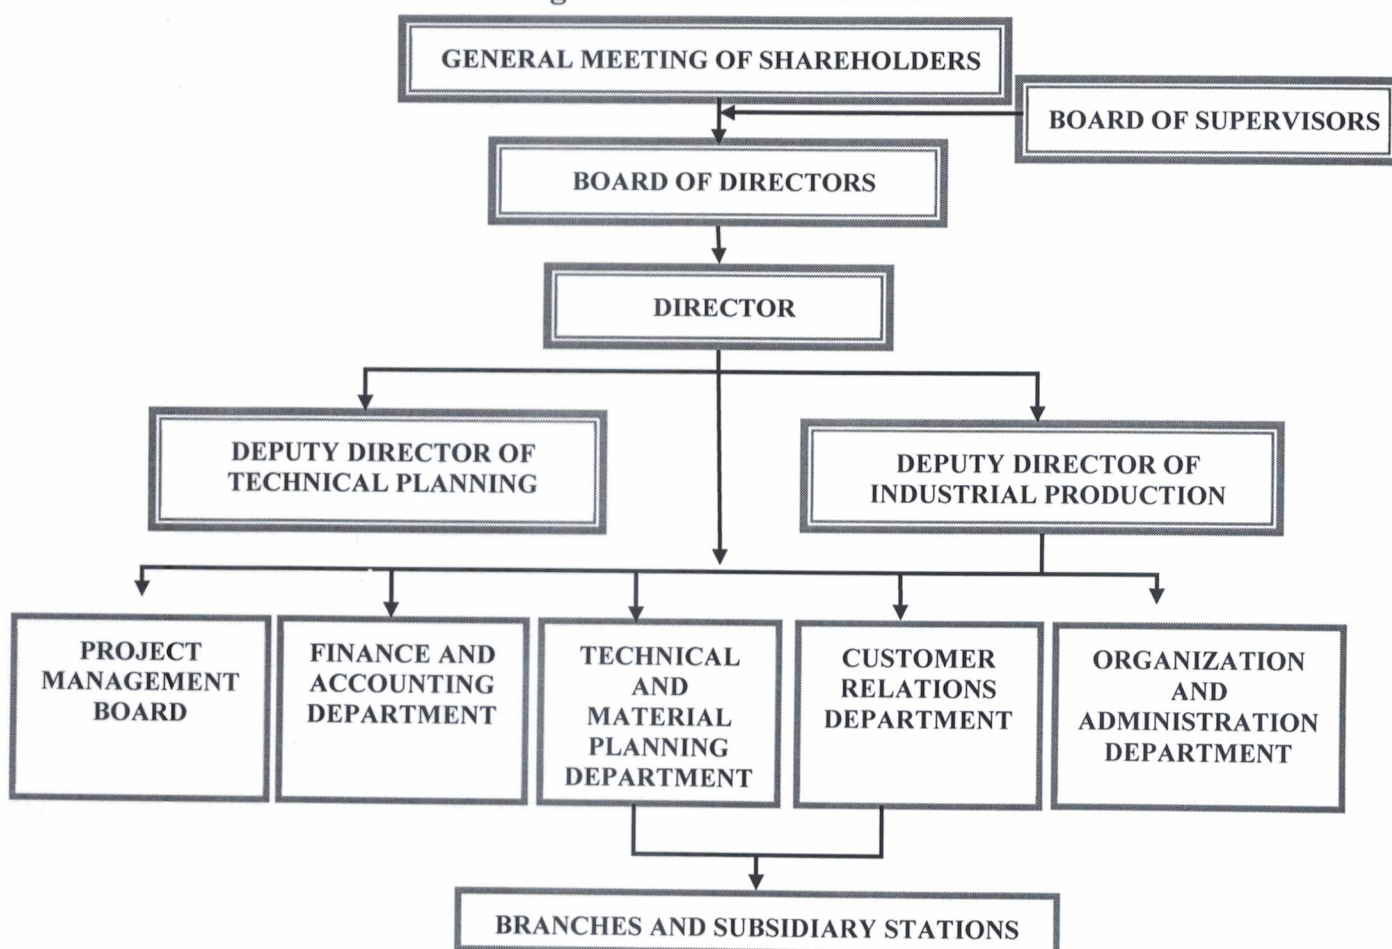 GENERAL MEETING OF SHAREHOLDERS
BOARD OF SUPERVISORS
BOARD OF DIRECTORS
DIRECTOR
DEPUTY DIRECTOR OF
TECHNICAL PLANNING
DEPUTY DIRECTOR OF
INDUSTRIAL PRODUCTION
PROJECT
MANAGEMENT
BOARD
FINANCE AND
ACCOUNTING
DEPARTMENT
TECHNICAL
AND
MATERIAL
PLANNING
DEPARTMENT
CUSTOMER
RELATIONS
DEPARTMENT
ORGANIZATION
AND
ADMINISTRATION
DEPARTMENT
BRANCHES AND SUBSIDIARY STATIONS